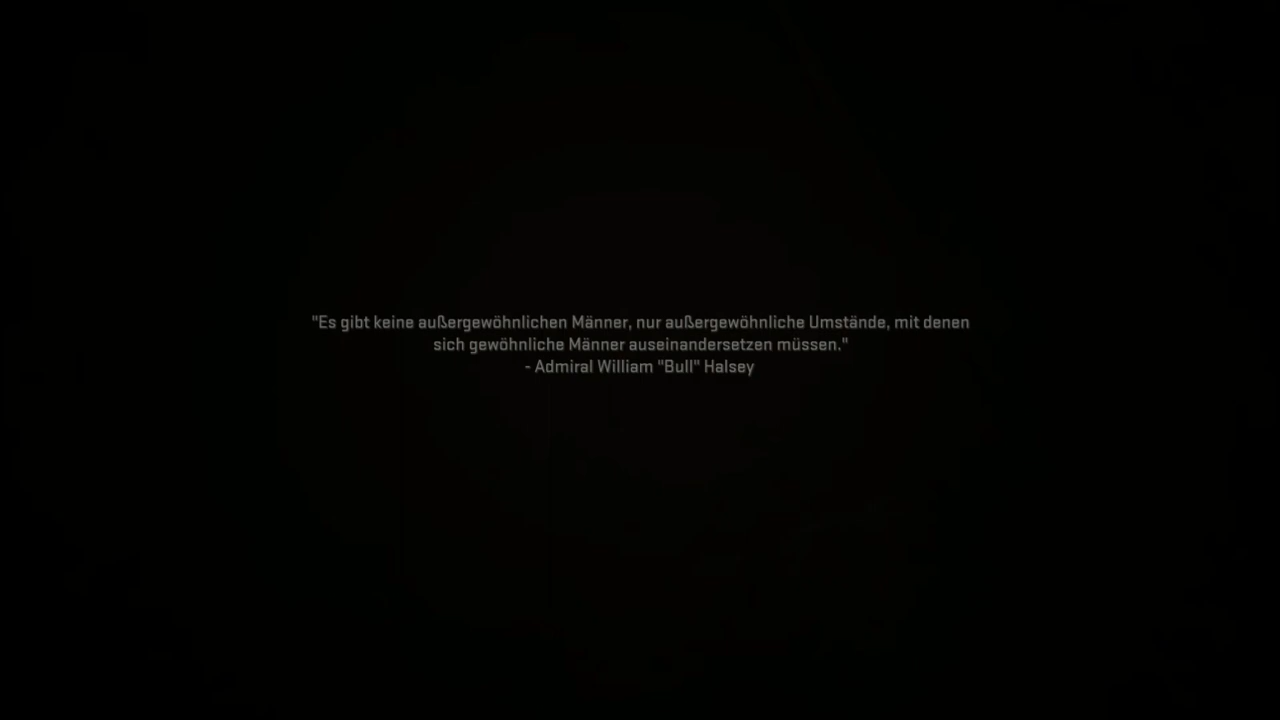 "Es gibt keine außergewöhnlichen Männer, nur außergewöhnliche Umstände, mit denen
sich gewöhnliche Männer auseinandersetzen müssen."
- Admiral William "Bull" Halsey